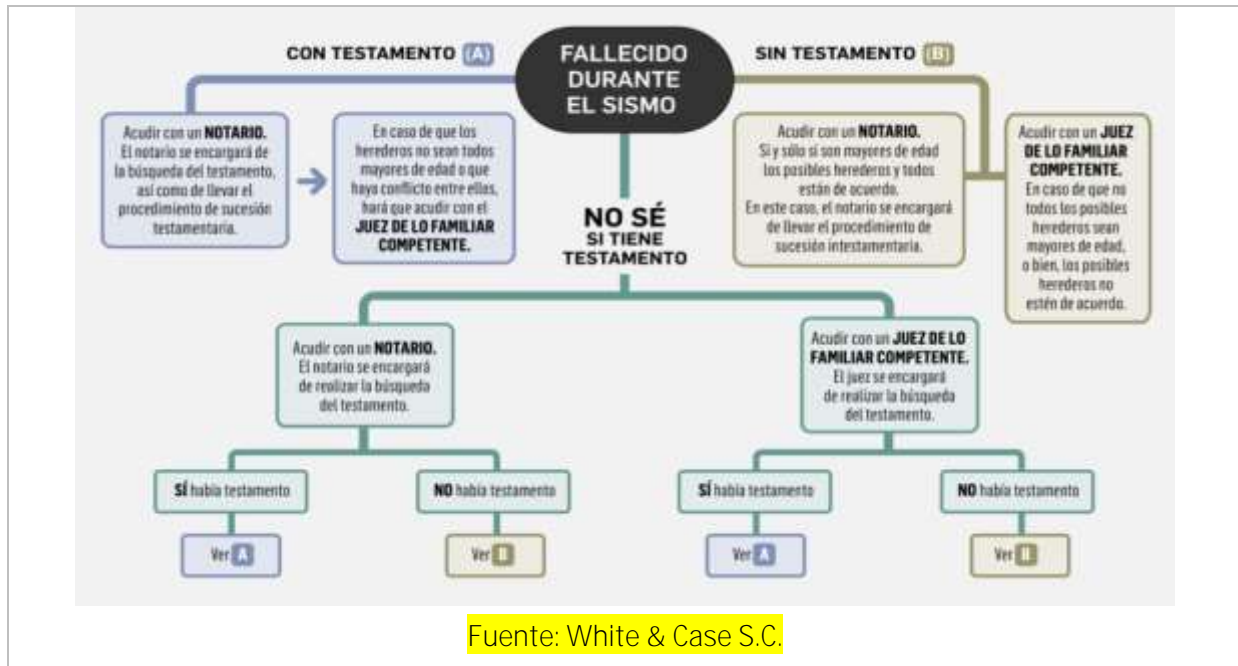 FALLECIDO
DURANTE
EL SISMO
CON TESTAMENTO (A)
Acudir con un NOTARIO.
El notario se encargará de
la búsqueda del testamento,
así como de llevar el
procedimiento de sucesión
testamentaria.
En caso de que los
herederos no sean todos
mayores de edad o que
haya conflicto entre ellos,
hará que acudir con el
JUEZ DE LO FAMILIAR
COMPETENTE.
SIN TESTAMENTO (B)
Acudir con un NOTARIO.
Si y sólo si son mayores de edad
los posibles herederos y todos
están de acuerdo.
En este caso, el notario se encargará
de llevar el procedimiento de
sucesión intestamentaria.
Acudir con un JUEZ
DE LO FAMILIAR
COMPETENTE.
En caso de que no
todos los posibles
herederos sean
mayores de edad,
o bien, los posibles
herederos no
estén de acuerdo.
NO SÉ
SI TIENE
TESTAMENTO
Acudir con un NOTARIO.
El notario se encargará
de realizar la búsqueda
del testamento.
SÍ había testamento
NO había testamento
Ver A
Ver B
Acudir con un JUEZ DE LO
FAMILIAR COMPETENTE.
El juez se encargará
de realizar la búsqueda
del testamento.
SÍ había testamento
NO había testamento
Ver A
Ver B
Fuente: White & Case S.C.